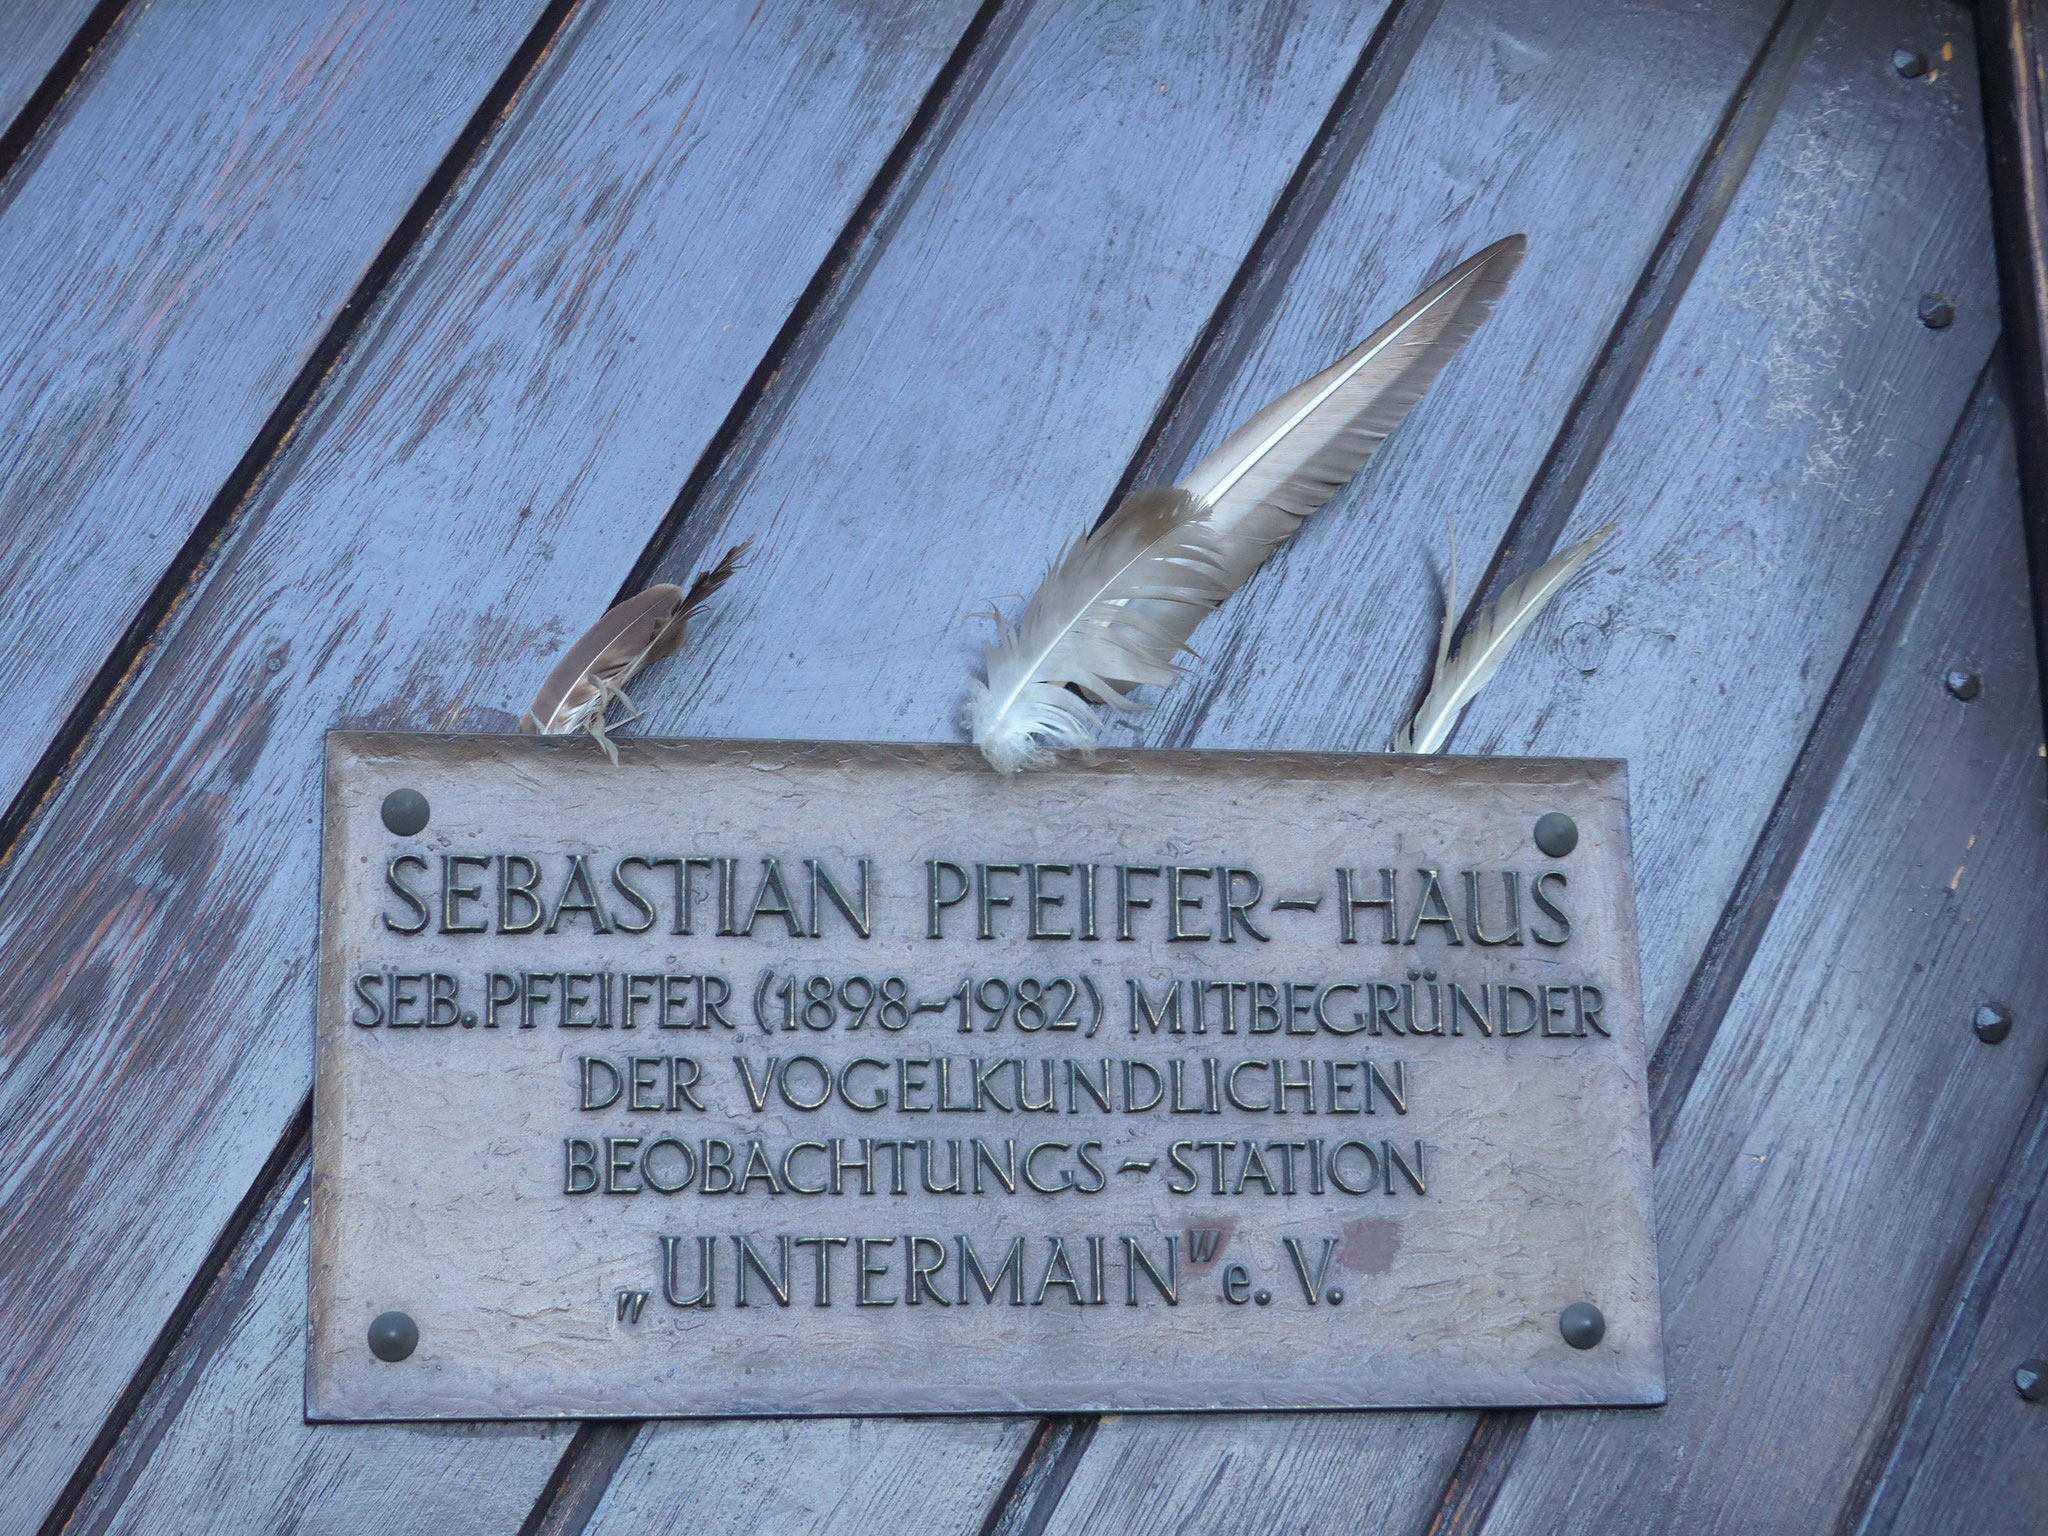 SEBASTIAN PFEIFER-HAUS
SEB. PFEIFER (1898-1982) MITBEGRÜNDER
DER VOGELKUNDLICHEN
BEOBACHTUNGS-STATION
„UNTERMAIN" e. V.